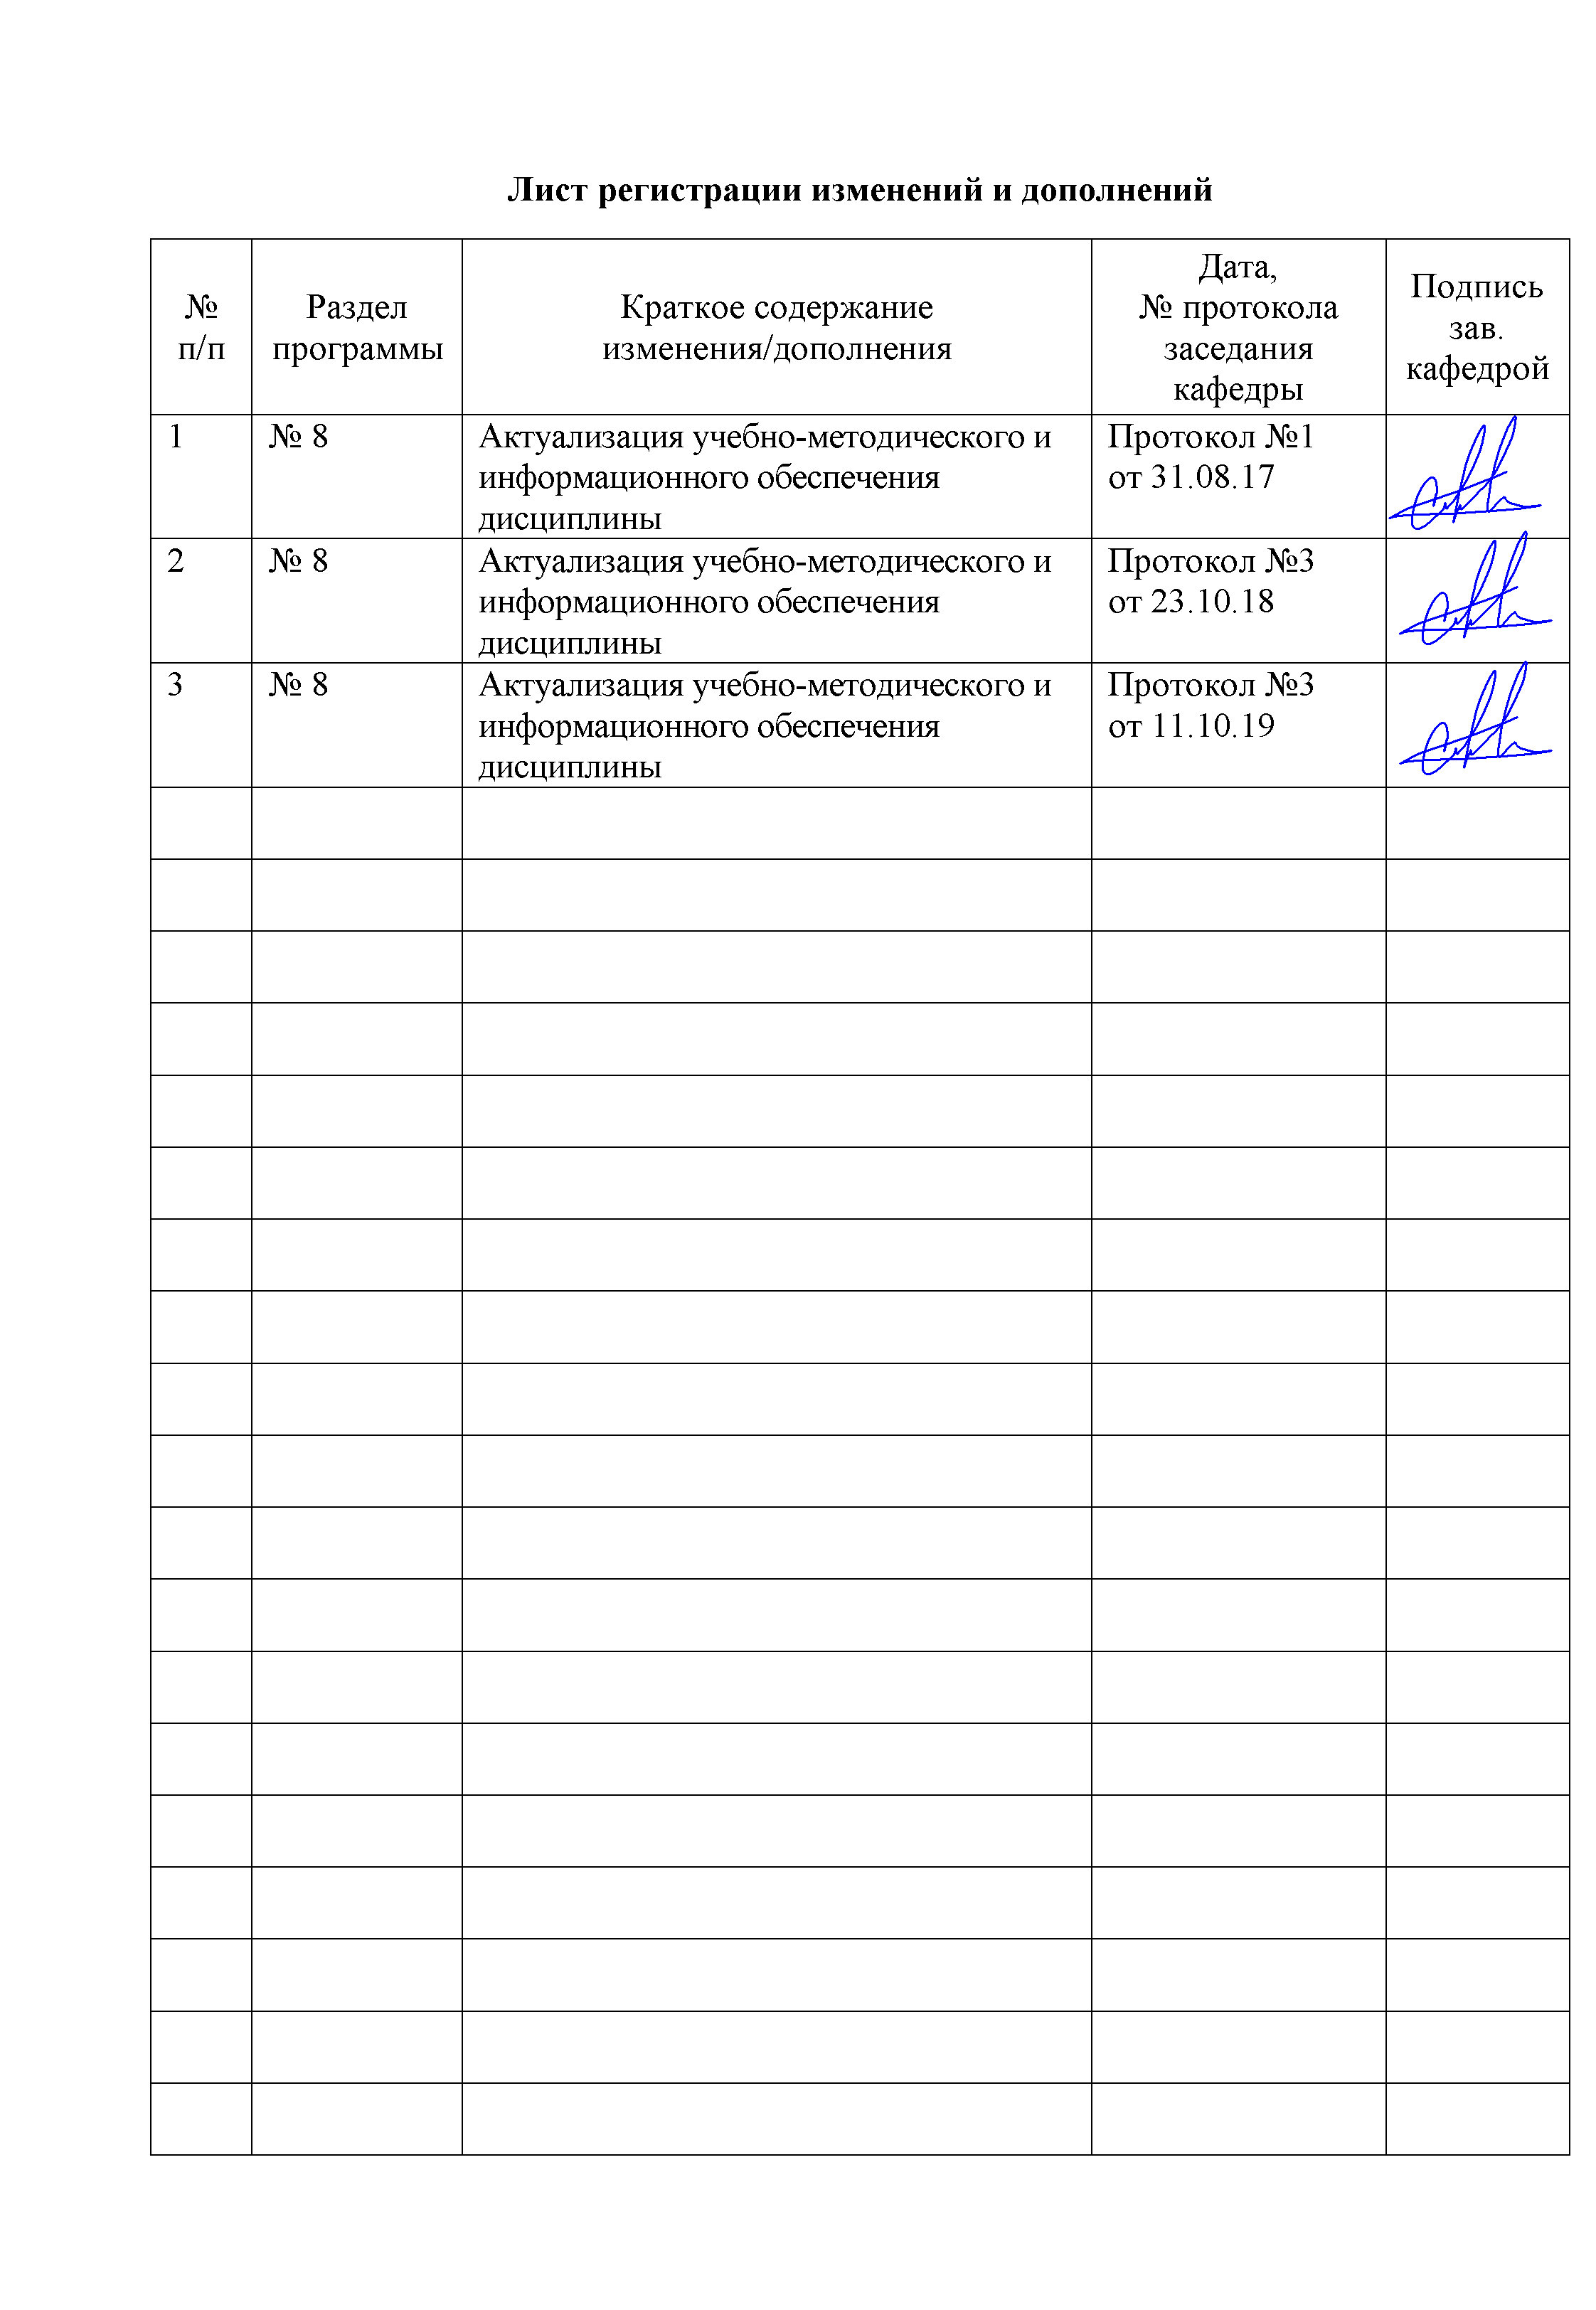 Лист регистрации изменений и дополнений
№
п/п
Раздел
программы
Краткое содержание
изменения/дополнения
Дата,
№ протокола
заседания
кафедры
Подпись
зав.
кафедрой
1
№ 8
Актуализация учебно-методического и
информационного обеспечения
дисциплины
Протокол №1
от 31.08.17
2
№ 8
Актуализация учебно-методического и
информационного обеспечения
дисциплины
Протокол №3
от 23.10.18
3
№ 8
Актуализация учебно-методического и
информационного обеспечения
дисциплины
Протокол №3
от 11.10.19